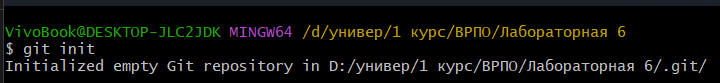 VivoBook@DESKTOP-JLC2JDK MINGW64 /d/универ/1 курс/ВРПО/Лабораторная 6
$ git init
Initialized empty Git repository in D:/универ/1 курс/ВРПО/Лабораторная 6/.git/